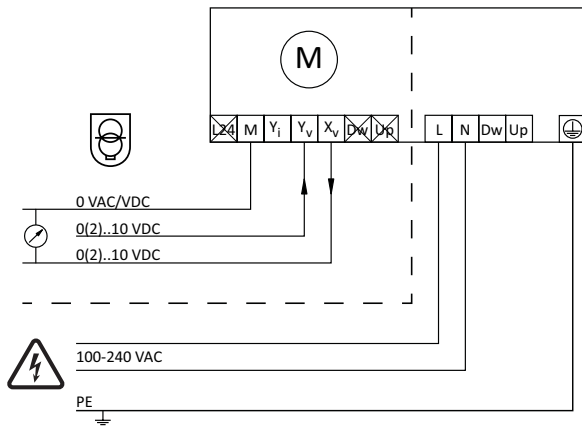 M
L24 M Yi Yv Xv Dw Up L N Dw Up
0 VAC/VDC
0(2)..10 VDC
0(2)..10 VDC
100-240 VAC
PE